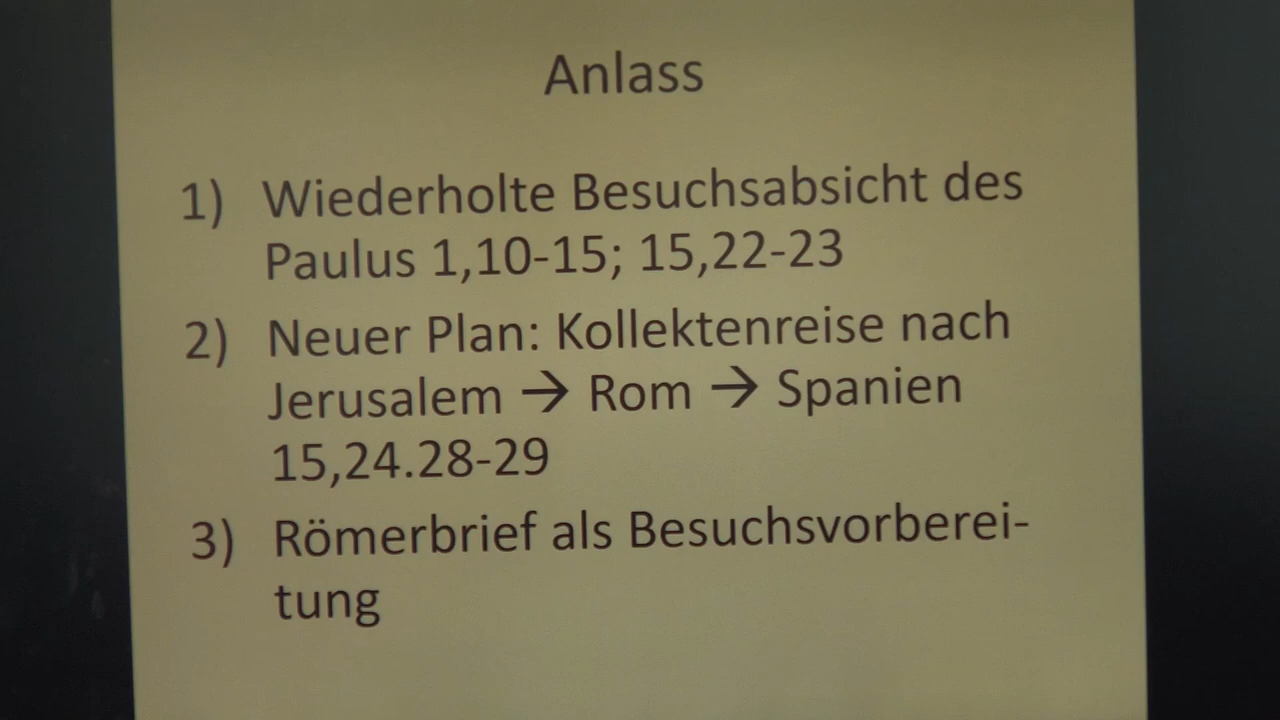 Anlass
1) Wiederholte Besuchsabsicht des
Paulus 1,10-15; 15,22-23
2) Neuer Plan: Kollektenreise nach
Jerusalem → Rom → Spanien
15,24.28-29
3) Römerbrief als Besuchsvorberei-
tung